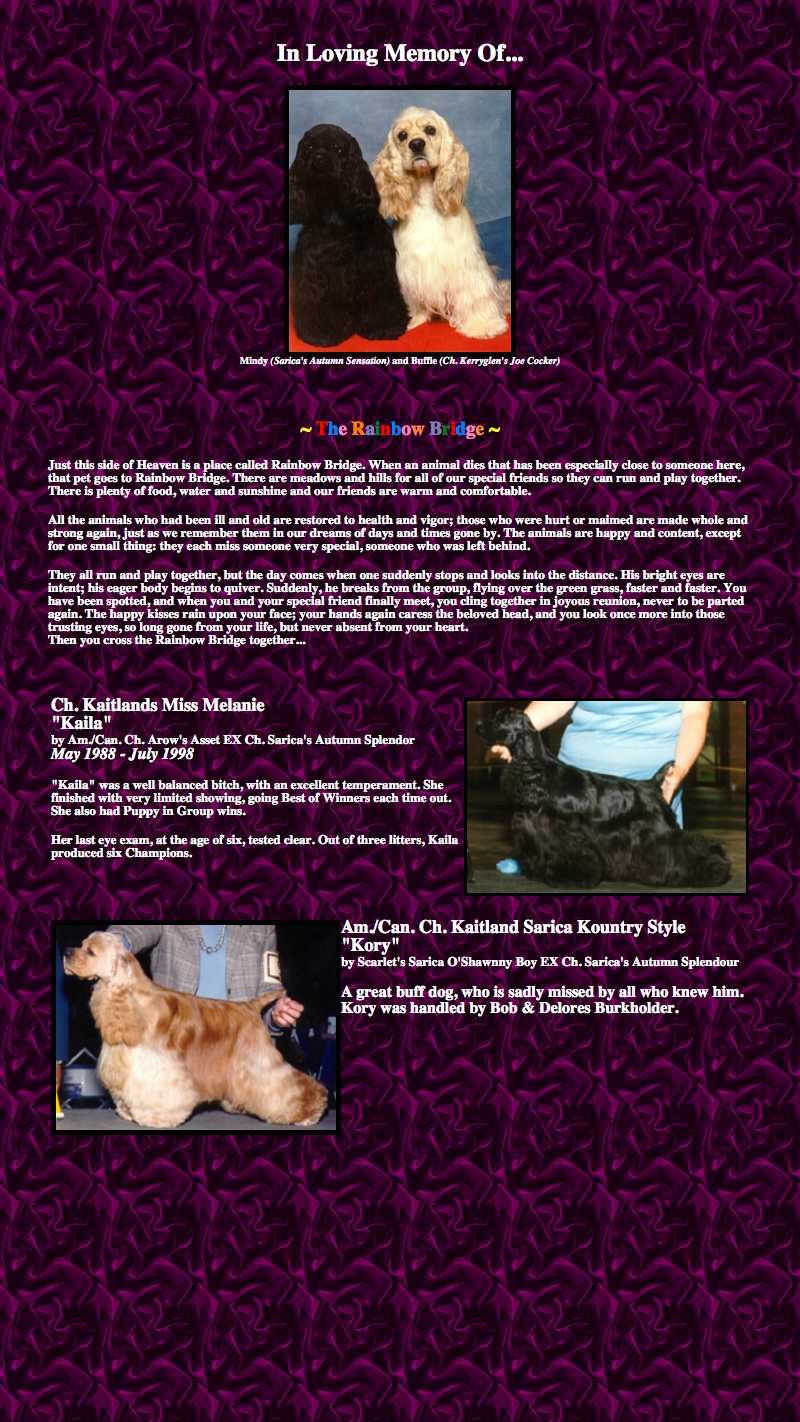 In Loving Memory Of...
Mindy (Sarica's Autumn Sensation) and Buffie (Ch. Kerryglen's Joe Cocker)
~ The Rainbow Bridge ~
Just this side of Heaven is a place called Rainbow Bridge. When an animal dies that has been especially close to someone here,
that pet goes to Rainbow Bridge. There are meadows and hills for all of our special friends so they can run and play together.
There is plenty of food, water and sunshine and our friends are warm and comfortable.
All the animals who had been ill and old are restored to health and vigor; those who were hurt or maimed are made whole and
strong again, just as we remember them in our dreams of days and times gone by. The animals are happy and content, except
for one small thing: they each miss someone very special, someone who was left behind.
They all run and play together, but the day comes when one suddenly stops and looks into the distance. His bright eyes are
intent; his eager body begins to quiver. Suddenly, he breaks from the group, flying over the green grass, faster and faster. You
have been spotted, and when you and your special friend finally meet, you cling together in joyous reunion, never to be parted
again. The happy kisses rain upon your face; your hands again caress the beloved head, and you look once more into those
trusting eyes, so long gone from your life, but never absent from your heart.
Then you cross the Rainbow Bridge together...
Ch. Kaitlands Miss Melanie
"Kaila"
by Am./Can. Ch. Arow's Asset EX Ch. Sarica's Autumn Splendor
May 1988 - July 1998
"Kaila" was a well balanced bitch, with an excellent temperament. She
finished with very limited showing, going Best of Winners each time out.
She also had Puppy in Group wins.
Her last eye exam, at the age of six, tested clear. Out of three litters, Kaila
produced six Champions.
Am./Can. Ch. Kaitland Sarica Kountry Style
"Kory"
by Scarlet's Sarica O'Shawnny Boy EX Ch. Sarica's Autumn Splendour
A great buff dog, who is sadly missed by all who knew him.
Kory was handled by Bob & Delores Burkholder.